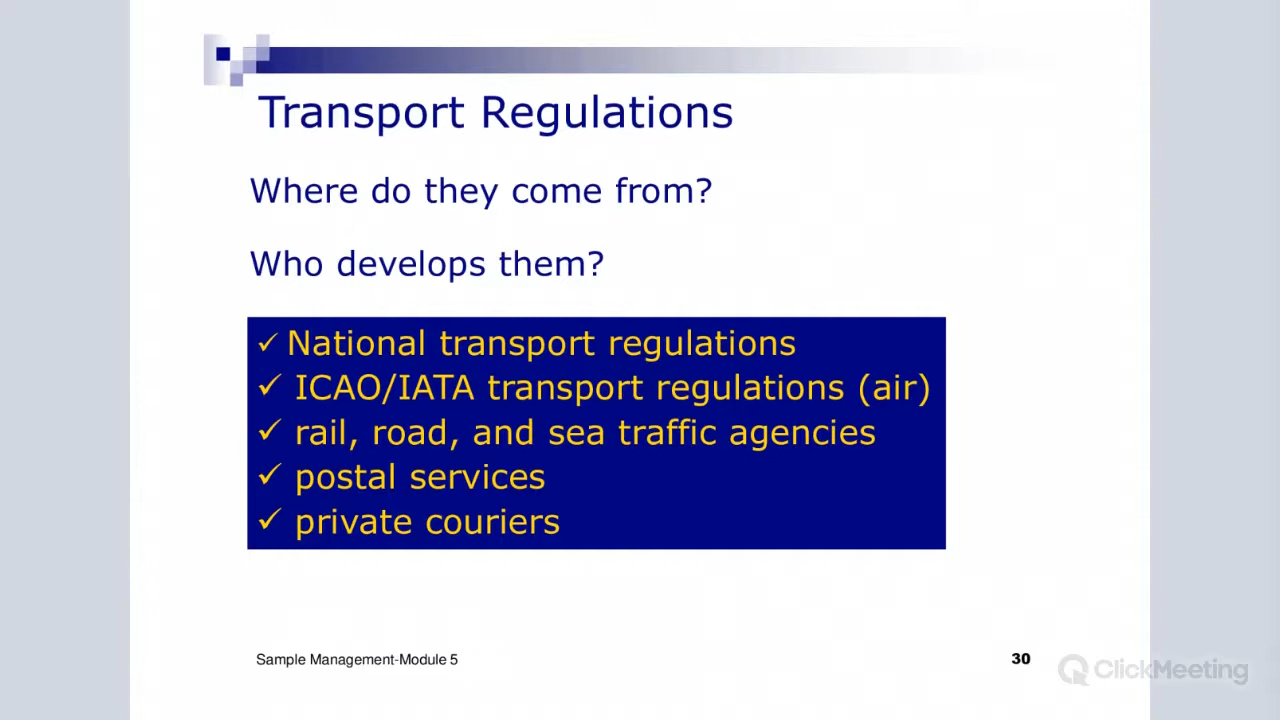 Transport Regulations
Where do they come from?
Who develops them?
✓ National transport regulations
✓ ICAO/IATA transport regulations (air)
✓ rail, road, and sea traffic agencies
✓ postal services
✓ private couriers
Sample Management-Module 5
30
ClickMeeting